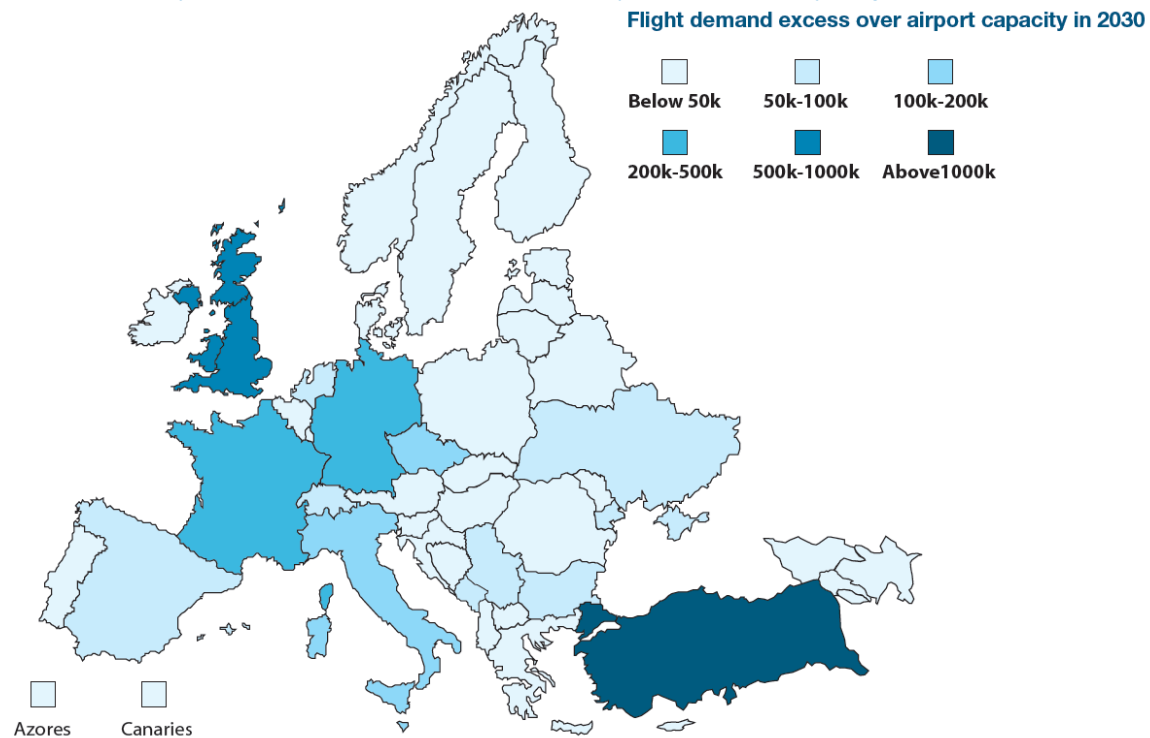 Flight demand excess over airport capacity in 2030
Below 50k
50k-100k
100k-200k
200k-500k
500k-1000k
Above1000k
Azores
Canaries